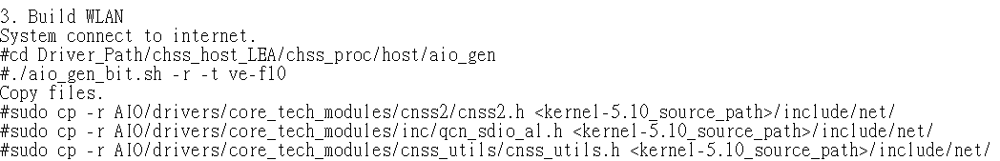 3. Build WLAN
System connect to internet.
#cd Driver_Path/chss_host_LEA/chss_proc/host/aio_gen
#./aio_gen_bit.sh -r -t ve-f10
Copy files.
#sudo cp -r AIO/drivers/core_tech_modules/cnss2/cnss2.h <kernel-5.10_source_path>/include/net/
#sudo cp -r AIO/drivers/core_tech_modules/inc/qcn_sdio_al.h <kernel-5.10_source_path>/include/net/
#sudo cp -r AIO/drivers/core_tech_modules/cnss_utils/cnss_utils.h <kernel-5.10_source_path>/include/net/